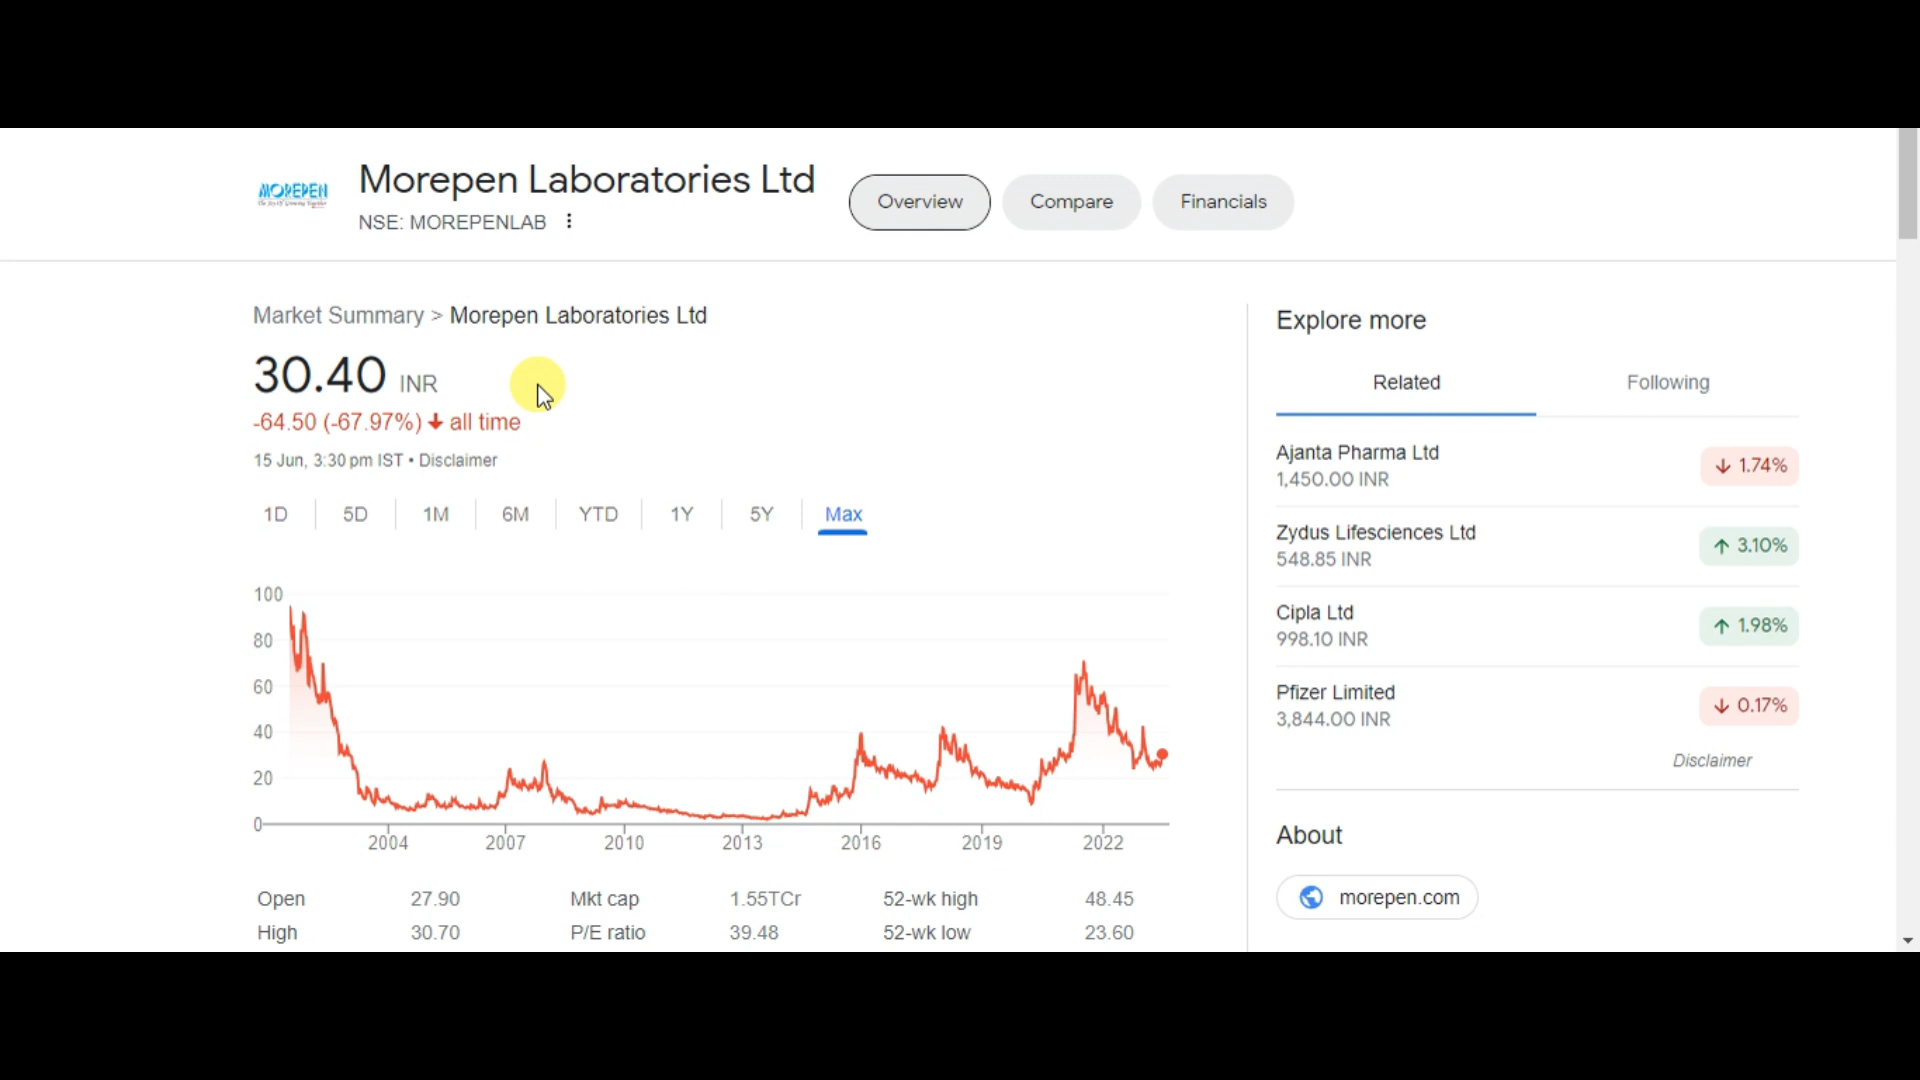 MOREPEN
Morepen Laboratories Ltd
NSE: MOREPENLAB
Overview
Compare
Financials
Market Summary > Morepen Laboratories Ltd
30.40 INR
-64.50 (-67.97%) ↓ all time
15 Jun, 3:30 pm IST • Disclaimer
1D 5D 1M 6M YTD 1Y 5Y Max
100
80
60
40
20
0
2004 2007 2010 2013 2016 2019 2022
Open 27.90 Mkt cap 1.55TCr 52-wk high 48.45
High 30.70 P/E ratio 39.48 52-wk low 23.60
Explore more
Related Following
Ajanta Pharma Ltd
1,450.00 INR
↓ 1.74%
Zydus Lifesciences Ltd
548.85 INR
↑ 3.10%
Cipla Ltd
998.10 INR
↑ 1.98%
Pfizer Limited
3,844.00 INR
↓ 0.17%
Disclaimer
About
morepen.com